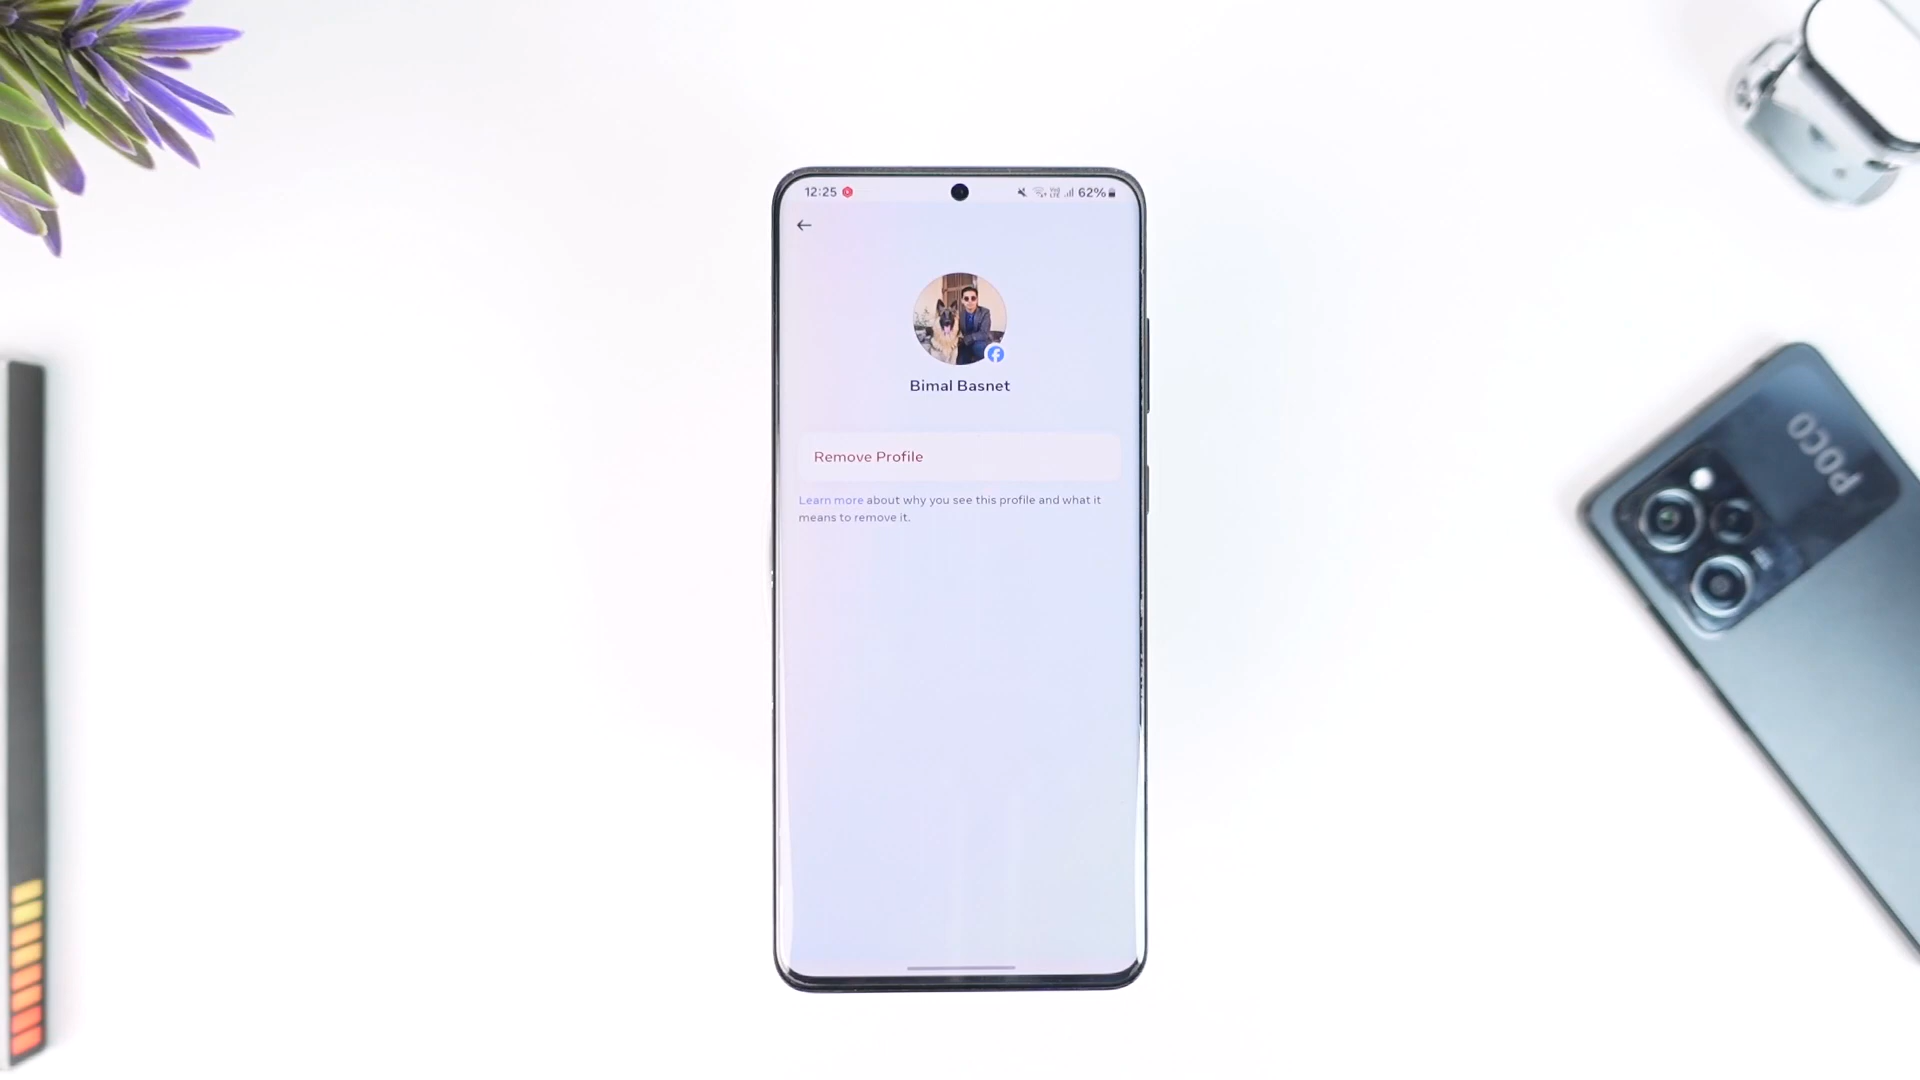 12:25
62%
Bimal Basnet
Remove Profile
Learn more about why you see this profile and what it
means to remove it.
POCO